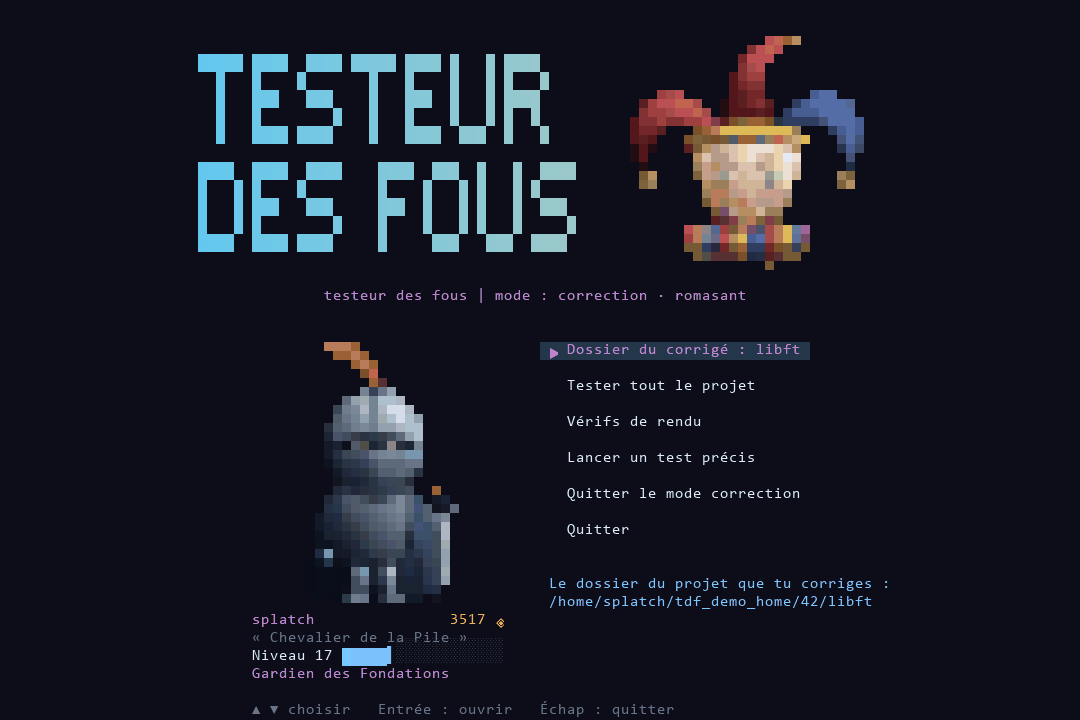 TESTEUR
DES FOUS
testeur des fous │ mode : correction · romasant
▶ Dossier du corrigé : libft
Tester tout le projet
Vérifs de rendu
Lancer un test précis
Quitter le mode correction
Quitter
Le dossier du projet que tu corriges :
/home/splatch/tdf_demo_home/42/libft
splatch 3517 ◈
« Chevalier de la Pile »
Niveau 17
Gardien des Fondations
▲ ▼ choisir Entrée : ouvrir Échap : quitter